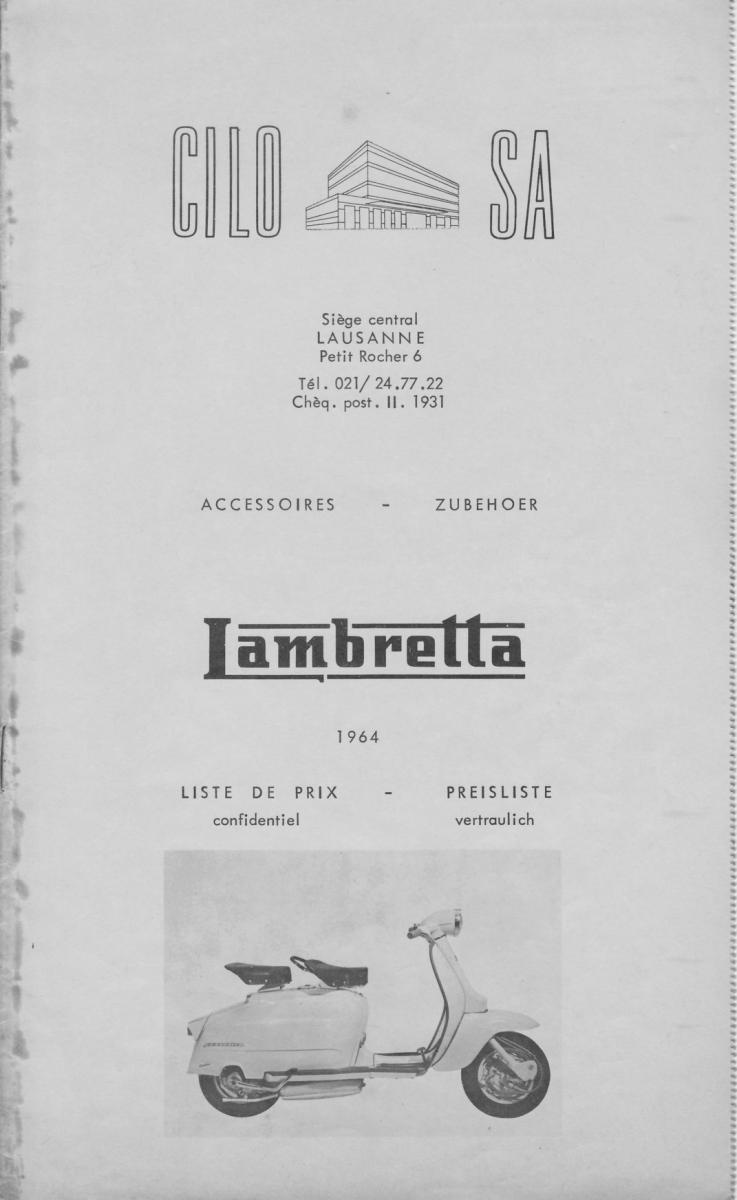 CILO SA
Siège central
LAUSANNE
Petit Rocher 6
Tél. 021/ 24.77.22
Chèq. post. II. 1931
ACCESSOIRES - ZUBEHOER
Lambretta
1964
LISTE DE PRIX - PREISLISTE
confidentiel vertraulich